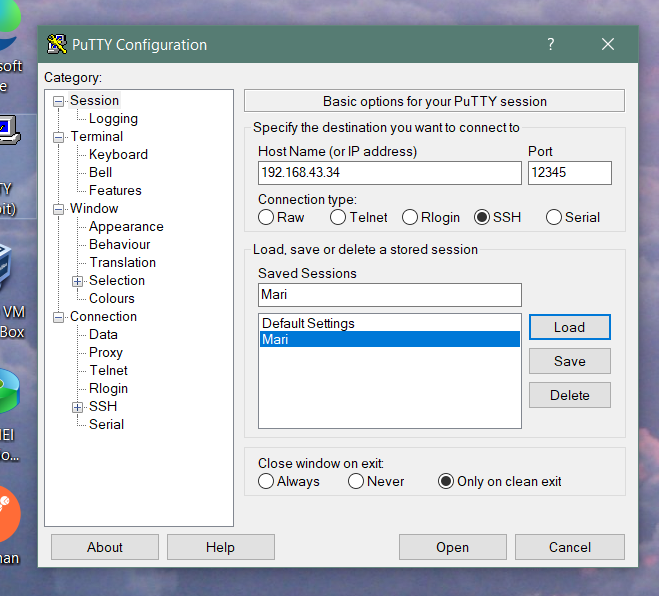 PuTTY Configuration
?
Category:
Session
Logging
Terminal
Keyboard
Bell
Features
Window
Appearance
Behaviour
Translation
Selection
Colours
Connection
Data
Proxy
Telnet
Rlogin
SSH
Serial
Basic options for your PuTTY session
Specify the destination you want to connect to
Host Name (or IP address) Port
192.168.43.34 12345
Connection type:
Raw Telnet Rlogin SSH Serial
Load, save or delete a stored session
Saved Sessions
Mari
Default Settings
Mari
Load
Save
Delete
Close window on exit:
Always Never Only on clean exit
About Help Open Cancel
soft
e
TY
it)
VM
Box
EI
o...
an